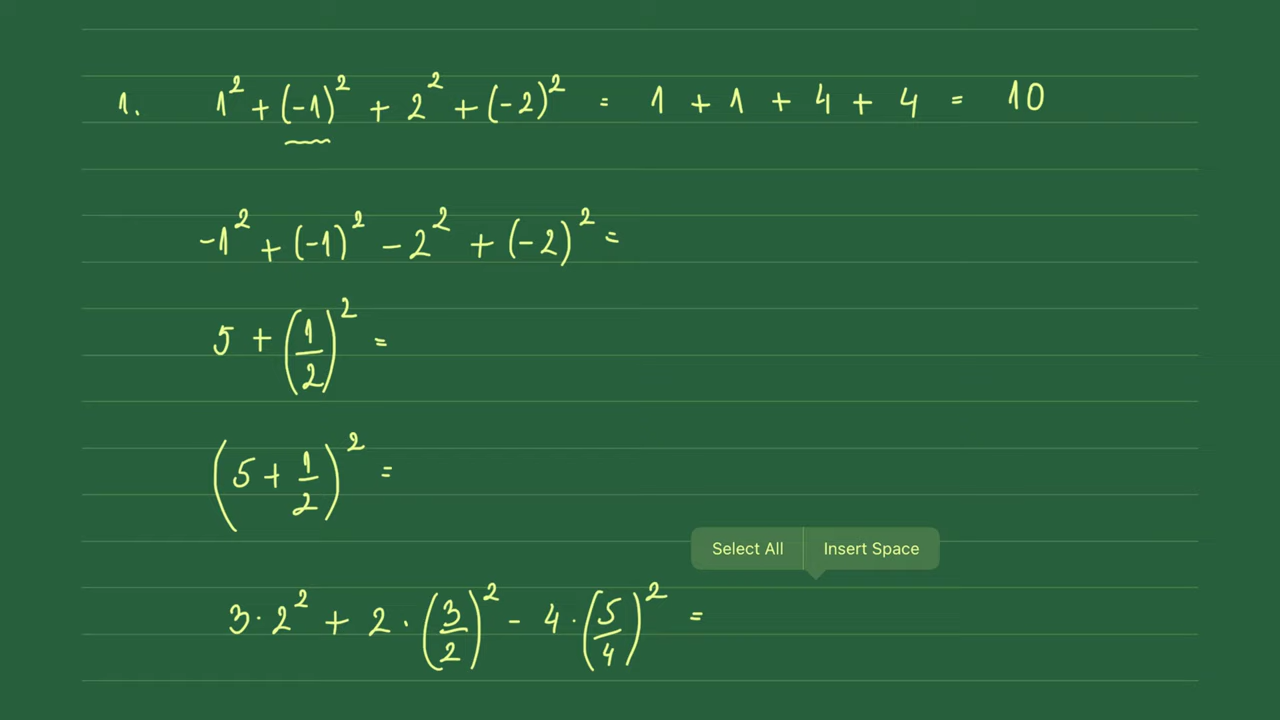 1. 1² + (-1)² + 2² + (-2)² = 1 + 1 + 4 + 4 = 10
-1² + (-1)² - 2² + (-2)² =
5 + (1/2)² =
(5 + 1/2)² =
Select All Insert Space
3 · 2² + 2 · (3/2)² - 4 · (5/4)² =